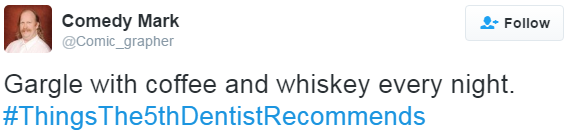 Comedy Mark
@Comic_grapher
Follow
Gargle with coffee and whiskey every night.
#ThingsThe5thDentistRecommends